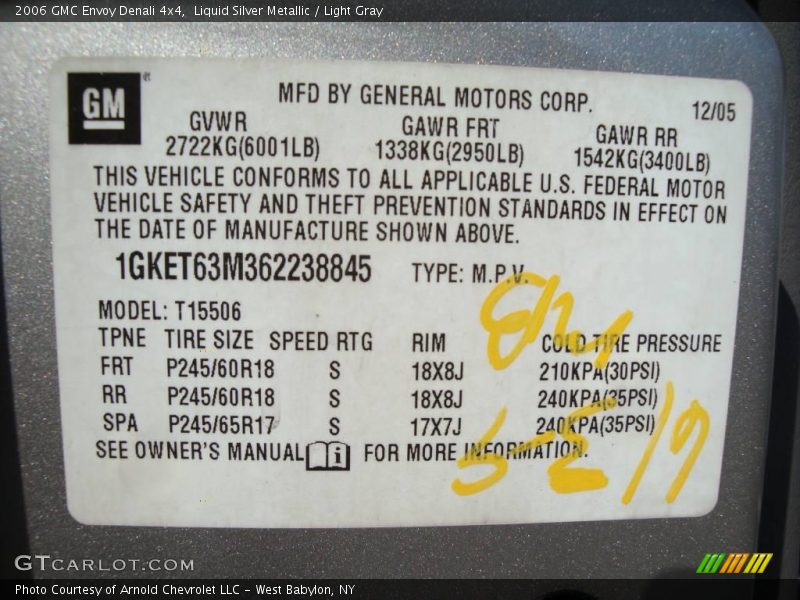 2006 GMC Envoy Denali 4x4, Liquid Silver Metallic / Light Gray
GM®
MFD BY GENERAL MOTORS CORP.
12/05
GVWR GAWR FRT GAWR RR
2722KG(6001LB) 1338KG(2950LB) 1542KG(3400LB)
THIS VEHICLE CONFORMS TO ALL APPLICABLE U.S. FEDERAL MOTOR
VEHICLE SAFETY AND THEFT PREVENTION STANDARDS IN EFFECT ON
THE DATE OF MANUFACTURE SHOWN ABOVE.
1GKET63M362238845 TYPE: M.P.V.
MODEL: T15506
TPNE TIRE SIZE SPEED RTG RIM COLD TIRE PRESSURE
FRT P245/60R18 S 18X8J 210KPA(30PSI)
RR P245/60R18 S 18X8J 240KPA(35PSI)
SPA P245/65R17 S 17X7J 240KPA(35PSI)
SEE OWNER'S MANUAL i FOR MORE INFORMATION.
GTCARLOT.COM
Photo Courtesy of Arnold Chevrolet LLC – West Babylon, NY